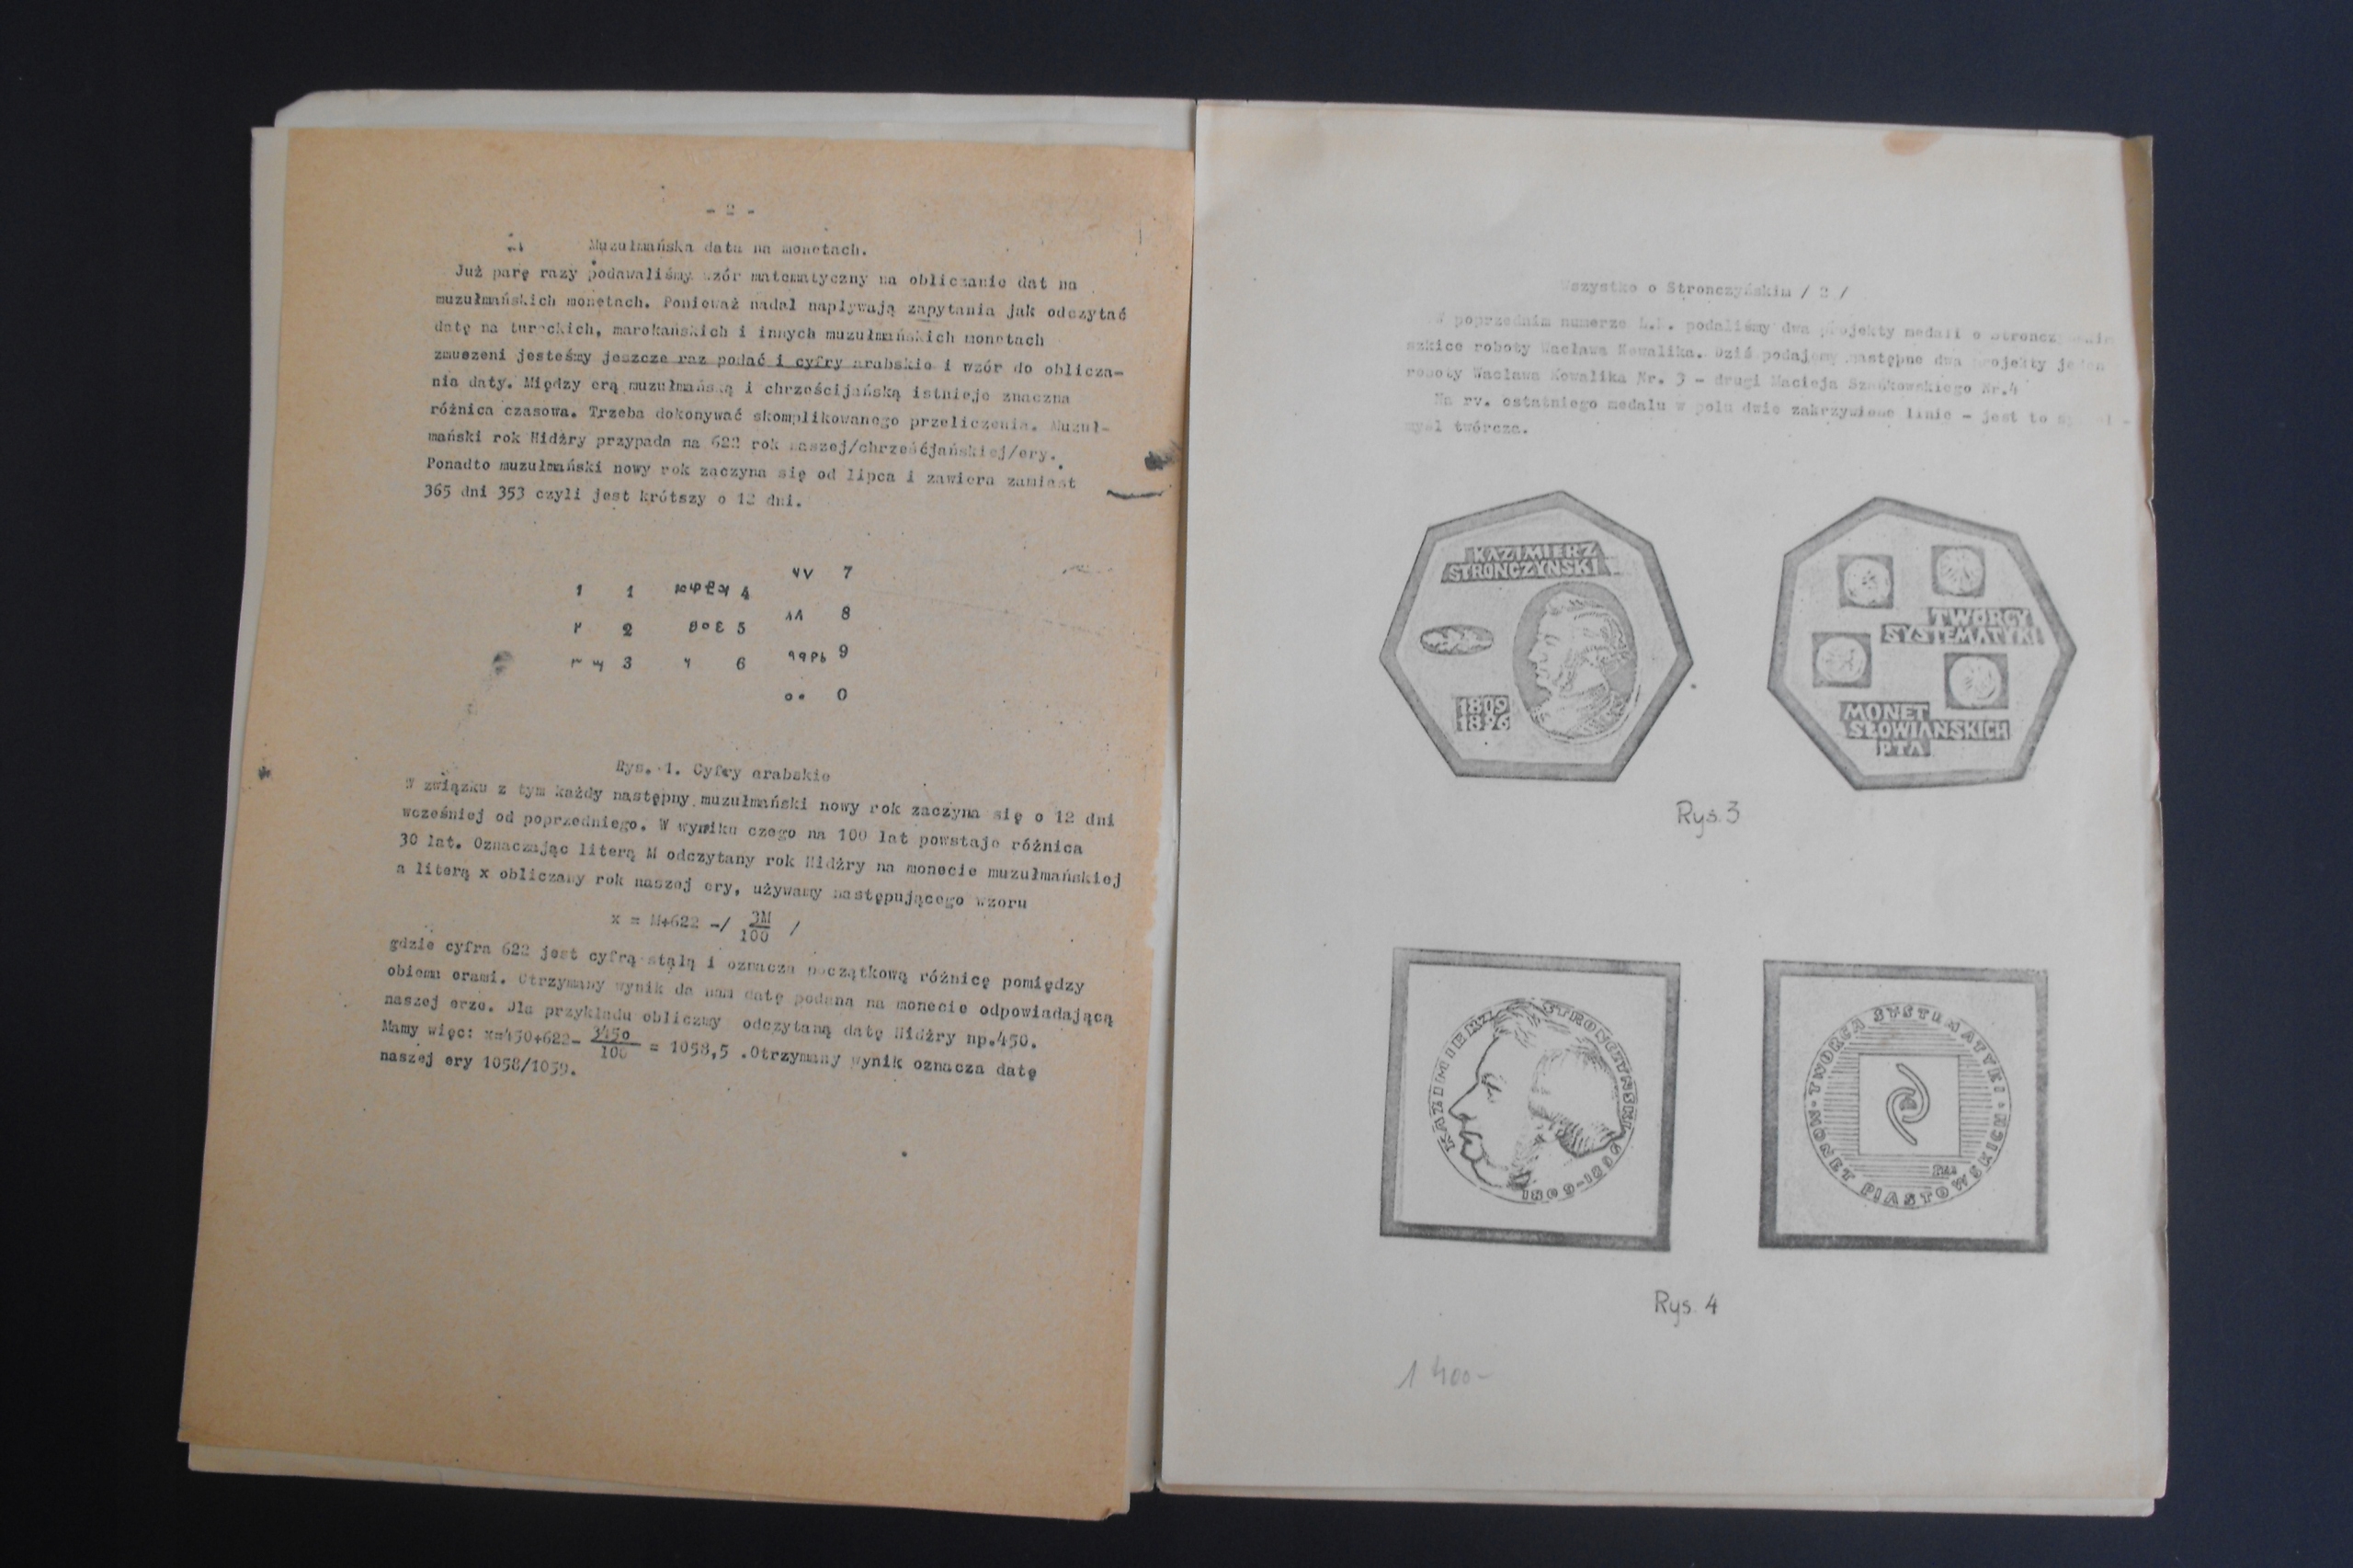 - 2 -
Muzułmańska data na monetach.
Już parę razy podawaliśmy wzór matematyczny na obliczanie dat na
muzułmańskich monetach. Ponieważ nadal napływają zapytania jak odczytać
datę na tureckich, marokańskich i innych muzułmańskich monetach
zmuszeni jesteśmy jeszcze raz podać i cyfry arabskie i wzór do oblicza-
nia daty. Między erą muzułmańską i chrześcijańską istnieje znaczna
różnica czasowa. Trzeba dokonywać skomplikowanego przeliczenia. Muzuł-
mański rok Hidżry przypada na 622 rok naszej/chrześćjańskiej/ery.
Ponadto muzułmański nowy rok zaczyna się od lipca i zawiera zamiast
365 dni 353 czyli jest krótszy o 12 dni.
7
1 4
2 5 8
3 6 9
0
Rys. 1. Cyfry arabskie
W związku z tym każdy następny muzułmański nowy rok zaczyna się o 12 dni
wcześniej od poprzedniego. W wyniku czego na 100 lat powstaje różnica
30 lat. Oznaczając literą M odczytany rok Hidżry na monecie muzułmańskiej
a literą x obliczany rok naszej ery, używamy następującego wzoru
x = M+622 -/ 3M
100 /
gdzie cyfra 622 jest cyfrą stałą i oznacza początkową różnicę pomiędzy
obiema erami. Otrzymany wynik da nam datę podana na monecie odpowiadającą
naszej erze. Dla przykładu obliczmy odczytaną datę Hidżry np.450.
Mamy więc: x=450+622- 3450
100 = 1058,5 .Otrzymany wynik oznacza datę
naszej ery 1058/1059.
Wszystko o Stronczyńskim / 2 /
W poprzednim numerze podaliśmy dwa projekty medali o
szkice roboty Wacława Kowalika. Dziś podajemy następne dwa projekty jeden
roboty Wacława Kowalika Nr. 3 - drugi Macieja Szańkowskiego Nr.4
Na rv. ostatniego medalu w polu dwie zakrzywione linie - jest to
myśl twórcza.
KAZIMIERZ
STRONCZYŃSKI
1809
1896
TWÓRCY
SYSTEMATYKI
MONET
SŁOWIAŃSKICH
PTA
Rys. 3
KAZIMIERZ STRONCZYŃSKI 1809-1896
TWÓRCA SYSTEMATYKI MONET PIASTOWSKICH
Rys. 4
1400-